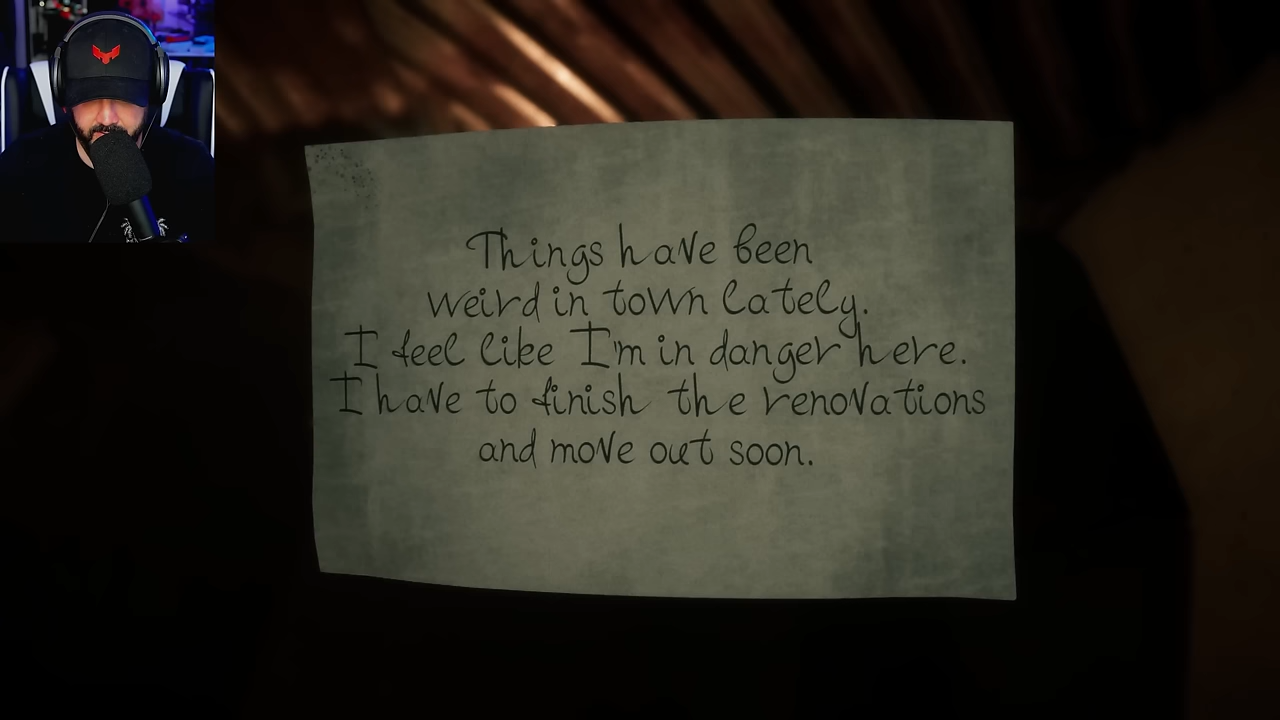 Things have been
weird in town lately.
I feel like I'm in danger here.
I have to finish the renovations
and move out soon.